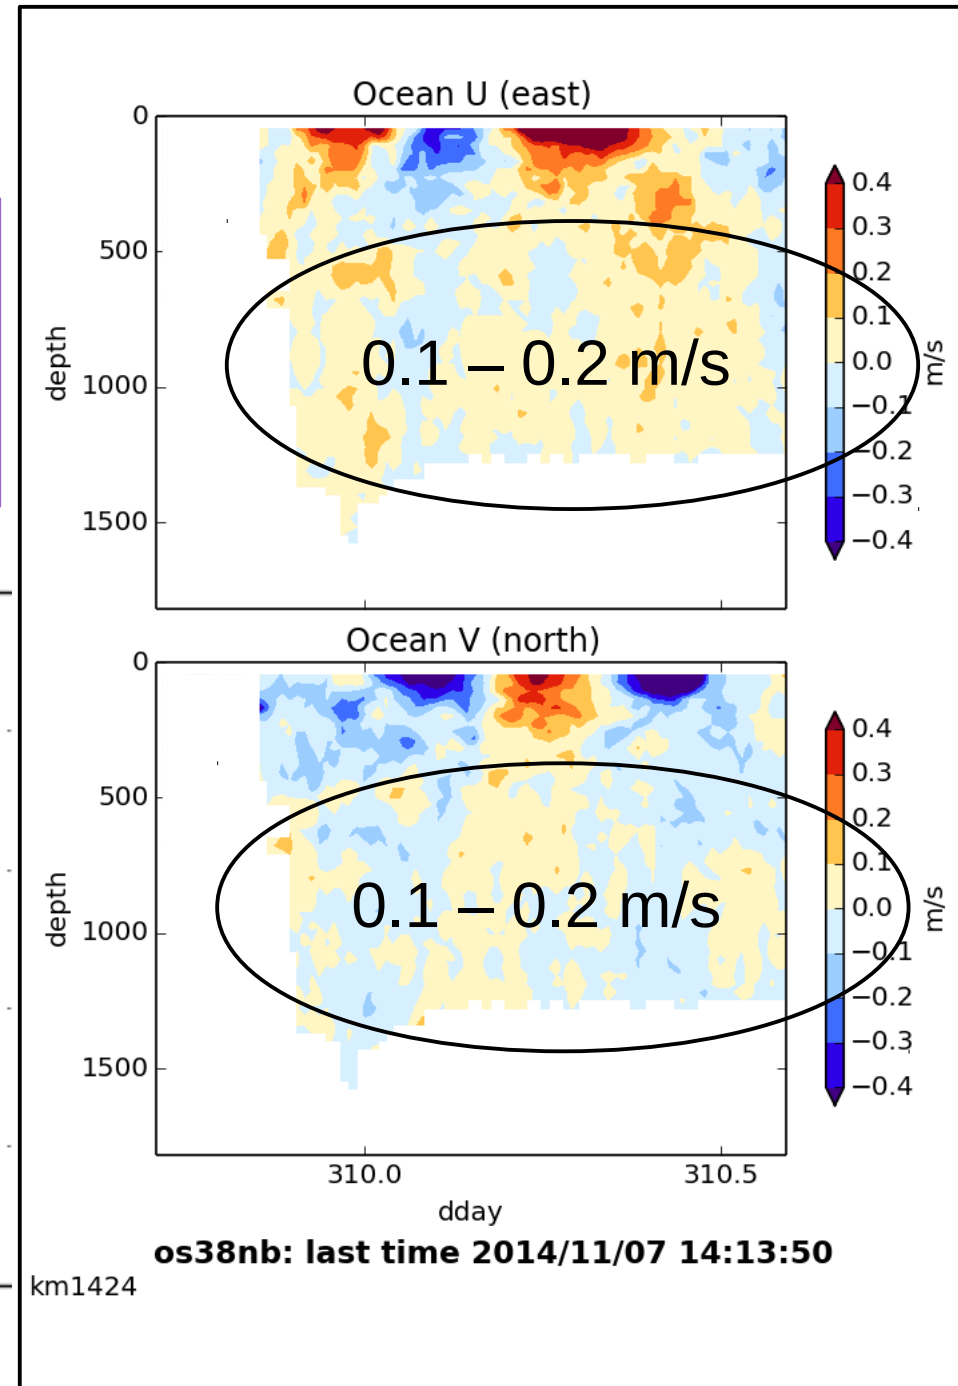 Ocean U (east)
0
500
1000
1500
depth
0.1 – 0.2 m/s
0.4
0.3
0.2
0.1
0.0
−0.1
−0.2
−0.3
−0.4
m/s
Ocean V (north)
0
500
1000
1500
depth
0.1 – 0.2 m/s
0.4
0.3
0.2
0.1
0.0
−0.1
−0.2
−0.3
−0.4
m/s
310.0 310.5
dday
os38nb: last time 2014/11/07 14:13:50
km1424